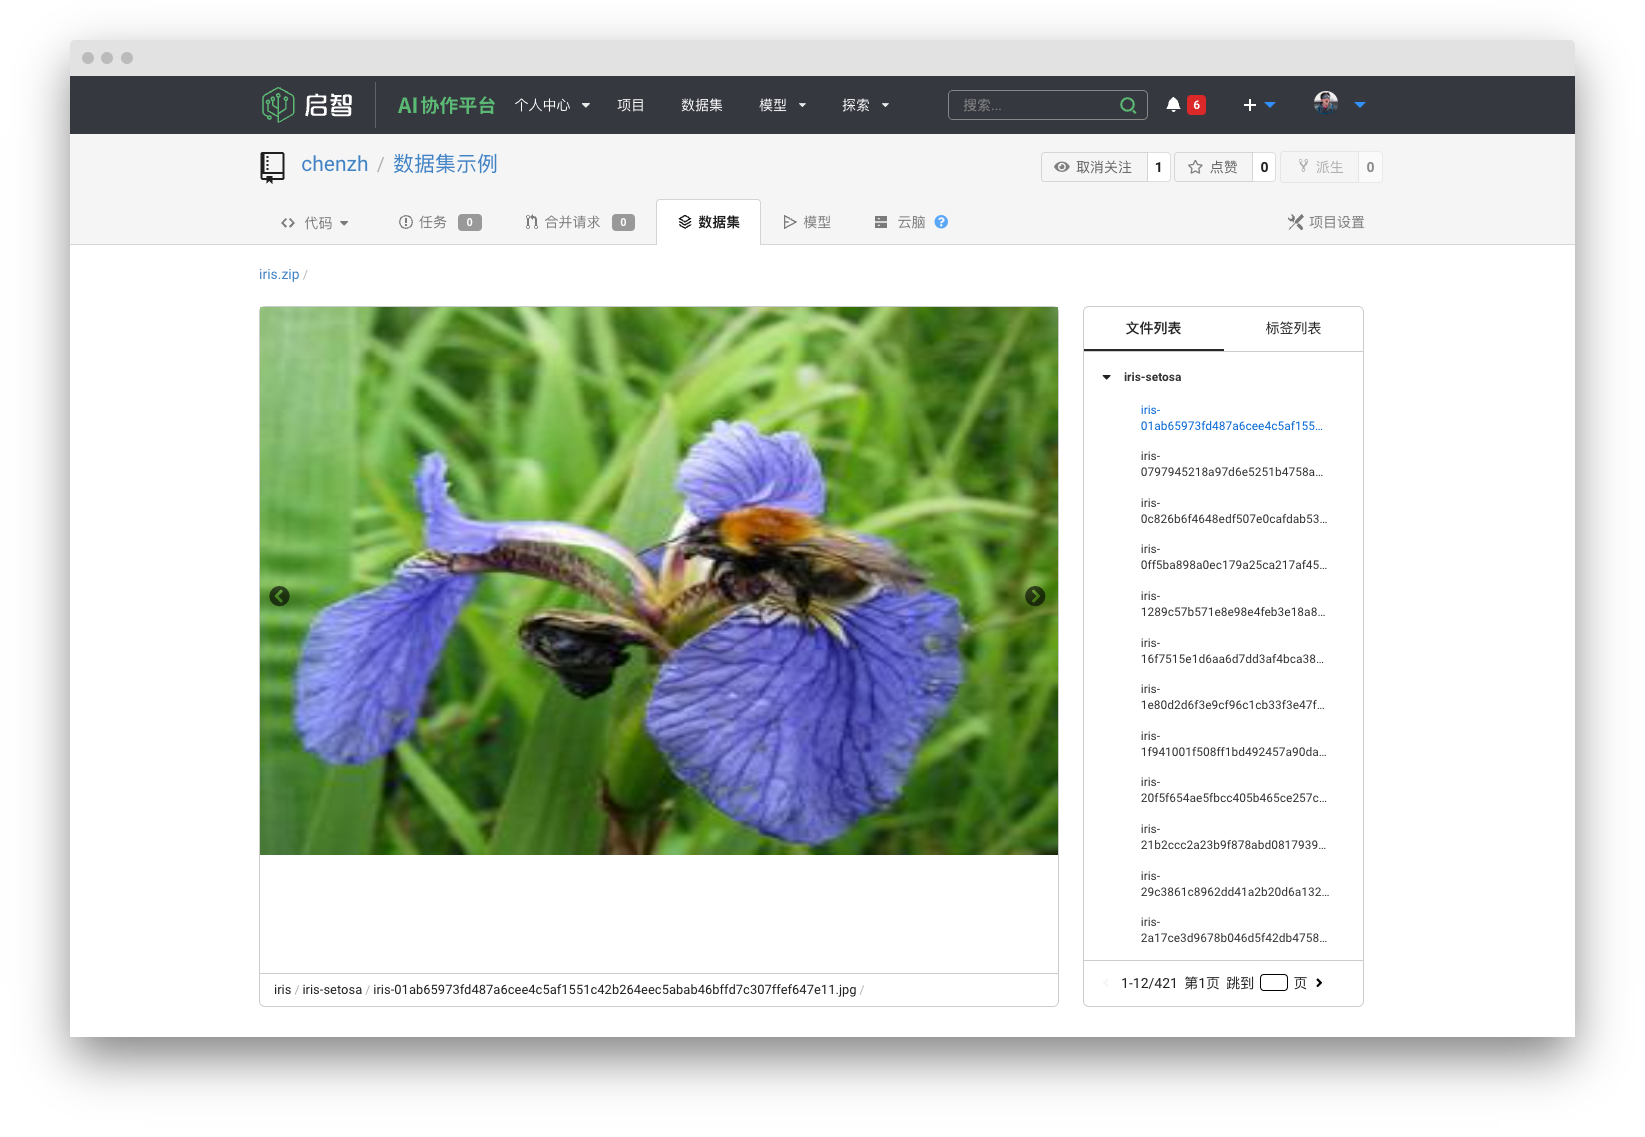 启智 AI协作平台 个人中心 项目 数据集 模型 探索 搜索... 6
chenzh / 数据集示例 取消关注 1 点赞 0 派生 0
代码 任务 0 合并请求 0 数据集 模型 云脑 ? 项目设置
iris.zip /
文件列表 标签列表
iris-setosa
iris-
01ab65973fd487a6cee4c5af155...
iris-
0797945218a97d6e5251b4758a...
iris-
0c826b6f4648edf507e0cafdab53...
iris-
0ff5ba898a0ec179a25ca217af45...
iris-
1289c57b571e8e98e4feb3e18a8...
iris-
16f7515e1d6aa6d7dd3af4bca38...
iris-
1e80d2d6f3e9cf96c1cb33f3e47f...
iris-
1f941001f508ff1bd492457a90da...
iris-
20f5f654ae5fbcc405b465ce257c...
iris-
21b2ccc2a23b9f878abd0817939...
iris-
29c3861c8962dd41a2b20d6a132...
iris-
2a17ce3d9678b046d5f42db4758...
1-12/421 第1页 跳到 页
iris / iris-setosa / iris-01ab65973fd487a6cee4c5af1551c42b264eec5abab46bffd7c307ffef647e11.jpg /